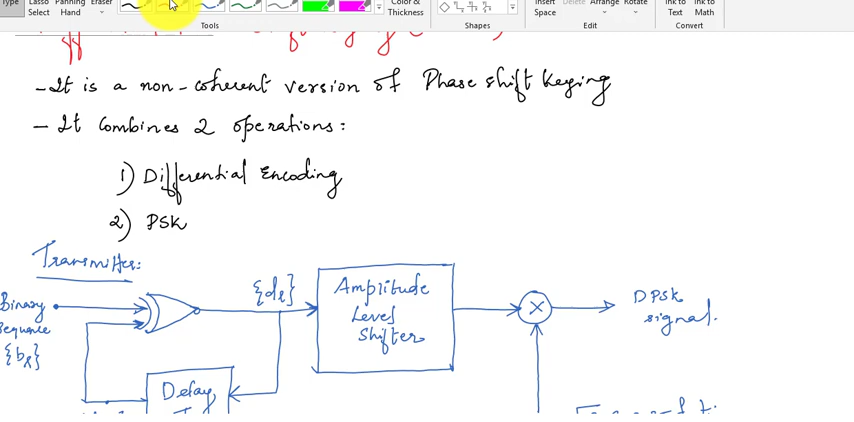 Type Lasso Select Panning Hand Eraser Color & Thickness Insert Space Delete Arrange Rotate Ink to Text Ink to Math
Tools Shapes Edit Convert
- It is a non-coherent version of Phase shift keying
- It combines 2 operations:
1) Differential Encoding
2) PSK
Transmitter:
Binary sequence {bk}
{dk}
Amplitude Level Shifter
DPSK signal.
Delay